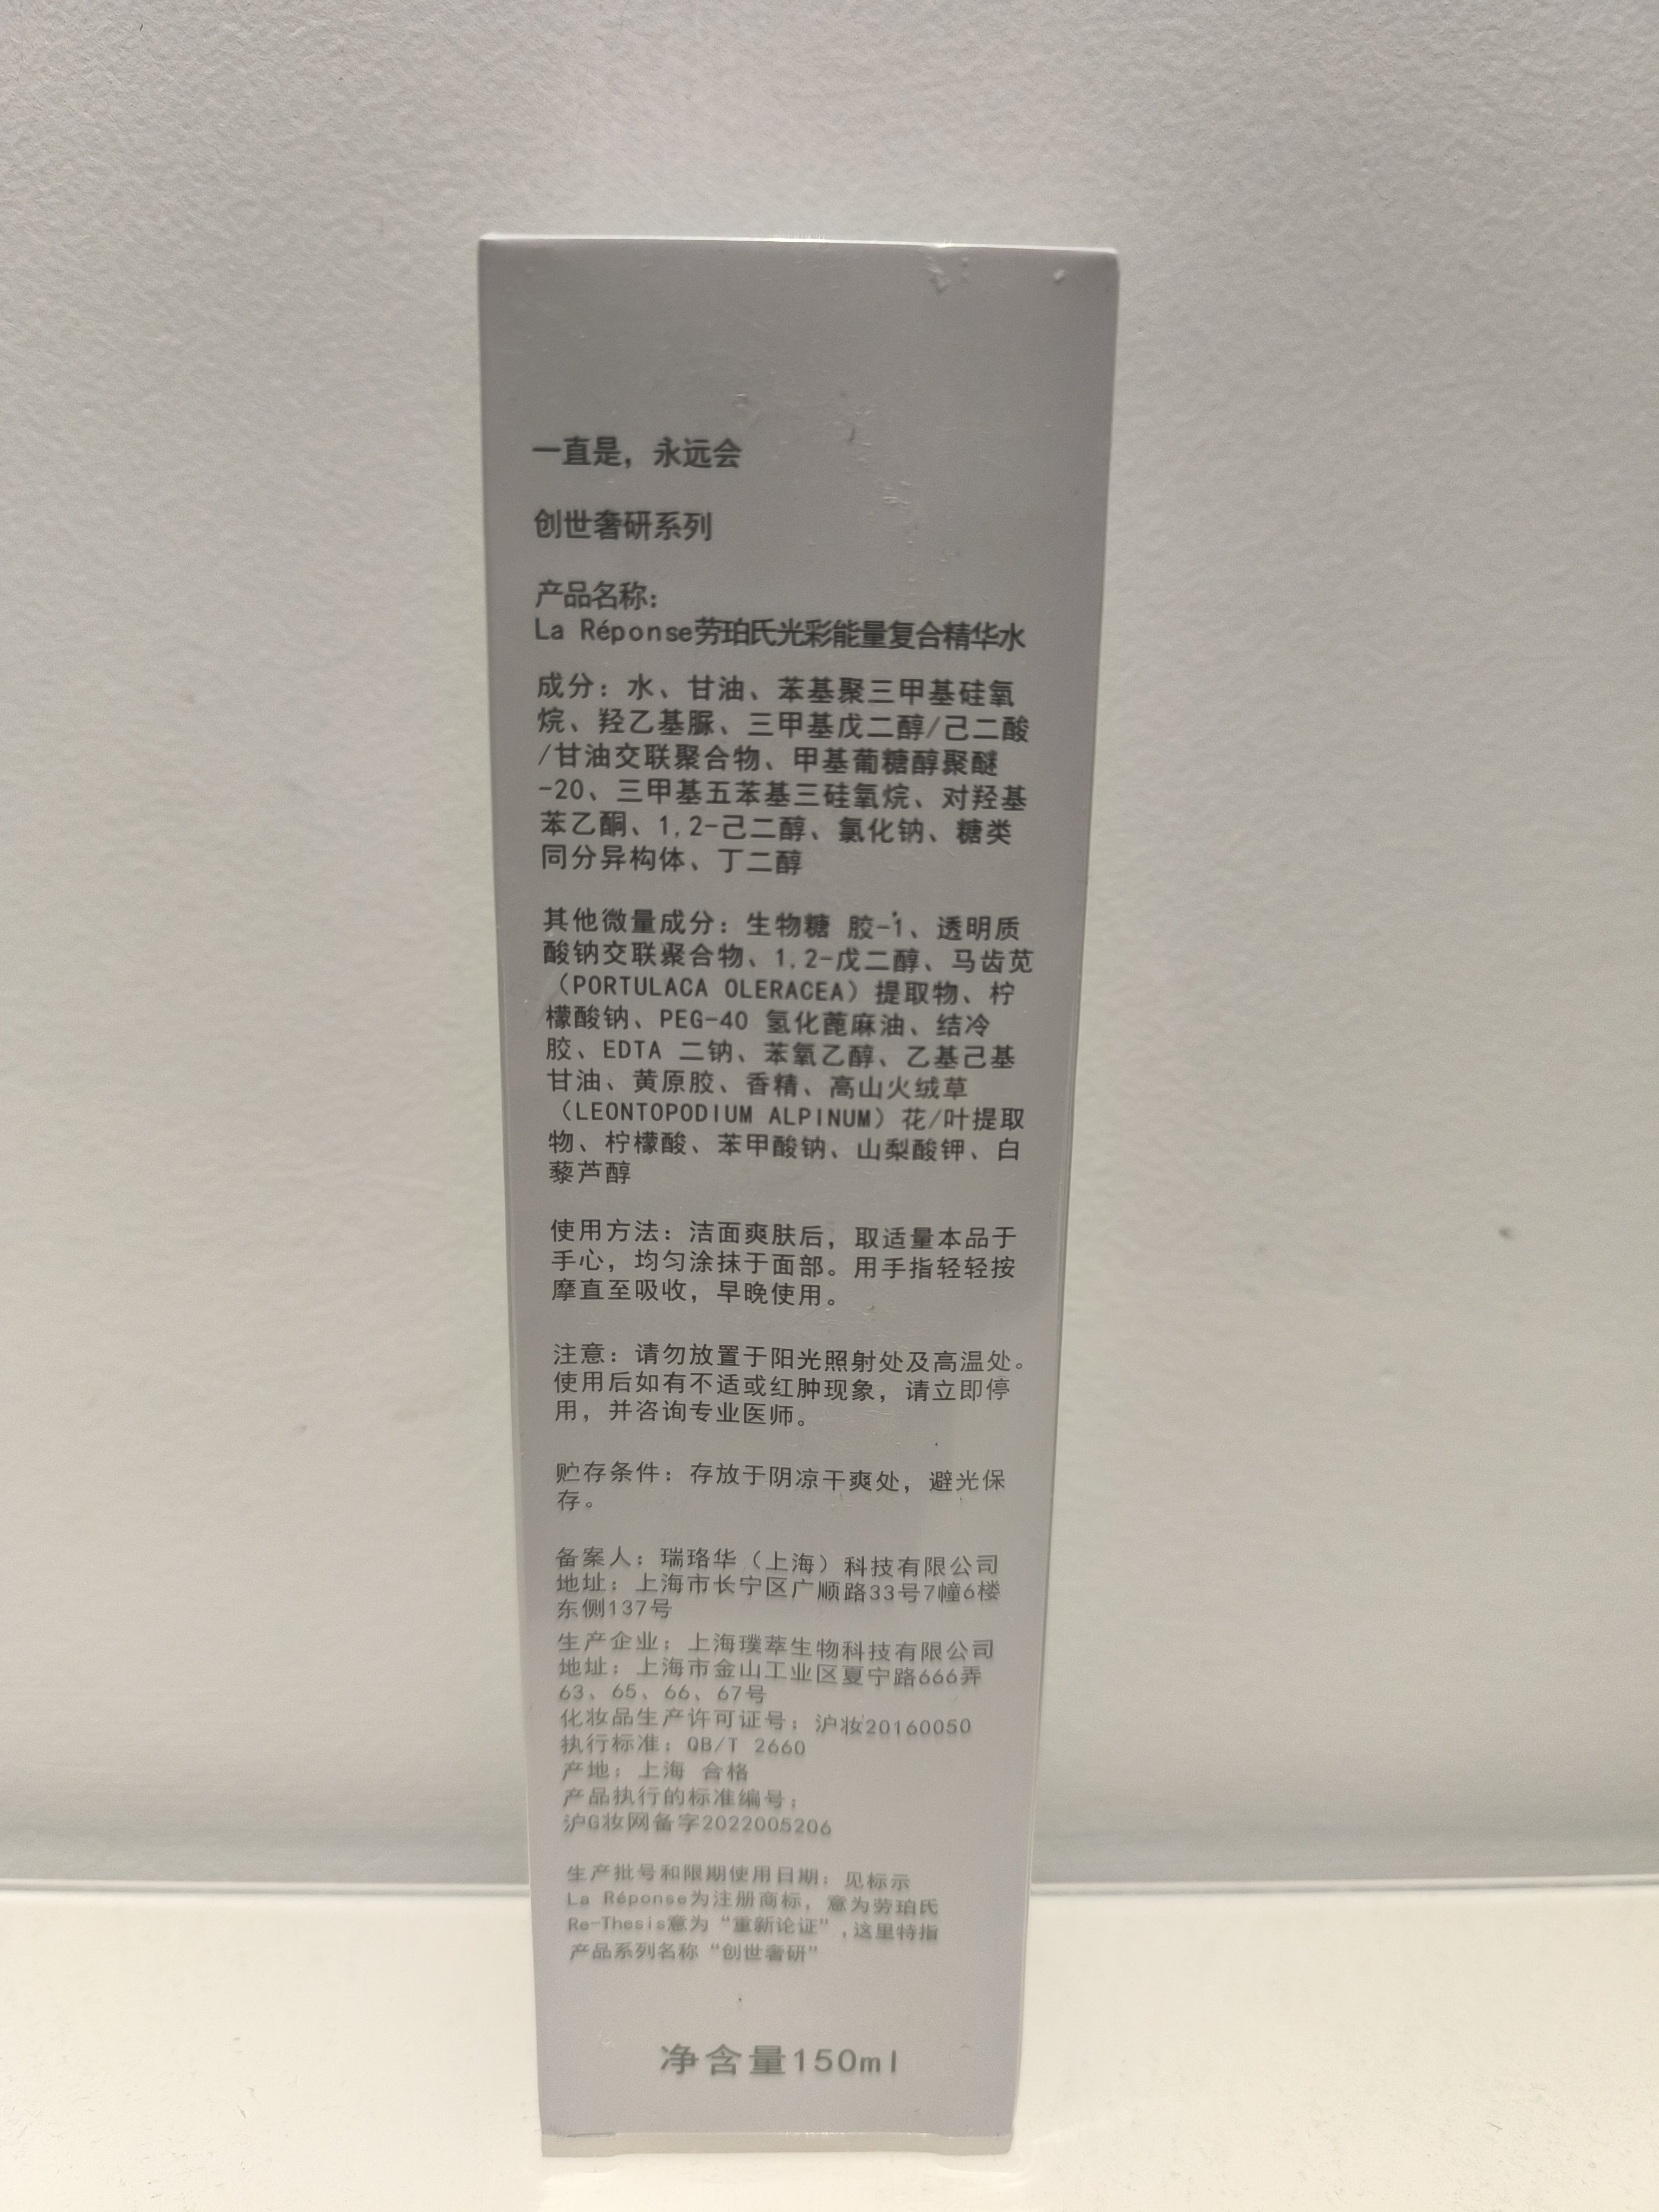 一直是，永远会
创世奢研系列
产品名称：
La Réponse劳珀氏光彩能量复合精华水
成分：水、甘油、苯基聚三甲基硅氧
烷、羟乙基脲、三甲基戊二醇/己二酸
/甘油交联聚合物、甲基葡糖醇聚醚
-20、三甲基五苯基三硅氧烷、对羟基
苯乙酮、1,2-己二醇、氯化钠、糖类
同分异构体、丁二醇
其他微量成分：生物糖 胶-1、透明质
酸钠交联聚合物、1,2-戊二醇、马齿苋
（PORTULACA OLERACEA）提取物、柠
檬酸钠、PEG-40 氢化蓖麻油、结冷
胶、EDTA 二钠、苯氧乙醇、乙基己基
甘油、黄原胶、香精、高山火绒草
（LEONTOPODIUM ALPINUM）花/叶提取
物、柠檬酸、苯甲酸钠、山梨酸钾、白
藜芦醇
使用方法：洁面爽肤后，取适量本品于
手心，均匀涂抹于面部。用手指轻轻按
摩直至吸收，早晚使用。
注意：请勿放置于阳光照射处及高温处。
使用后如有不适或红肿现象，请立即停
用，并咨询专业医师。
贮存条件：存放于阴凉干爽处，避光保
存。
备案人：瑞珞华（上海）科技有限公司
地址：上海市长宁区广顺路33号7幢6楼
东侧137号
生产企业：上海璞萃生物科技有限公司
地址：上海市金山工业区夏宁路666弄
63、65、66、67号
化妆品生产许可证号：沪妆20160050
执行标准：QB/T 2660
产地：上海 合格
产品执行的标准编号：
沪G妆网备字2022005206
生产批号和限期使用日期：见标示
La Réponse为注册商标，意为劳珀氏
Re-Thesis意为“重新论证”,这里特指
产品系列名称“创世奢研”
净含量150ml